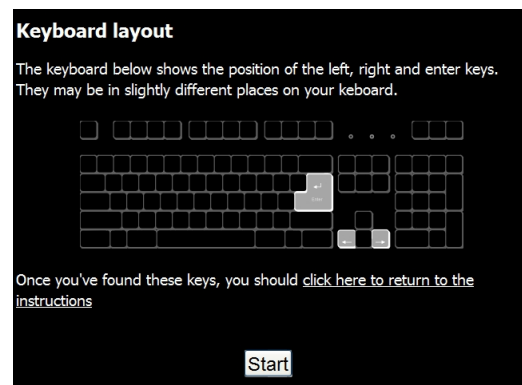 Keyboard layout
The keyboard below shows the position of the left, right and enter keys.
They may be in slightly different places on your keboard.
Enter
Once you've found these keys, you should click here to return to the
instructions
Start